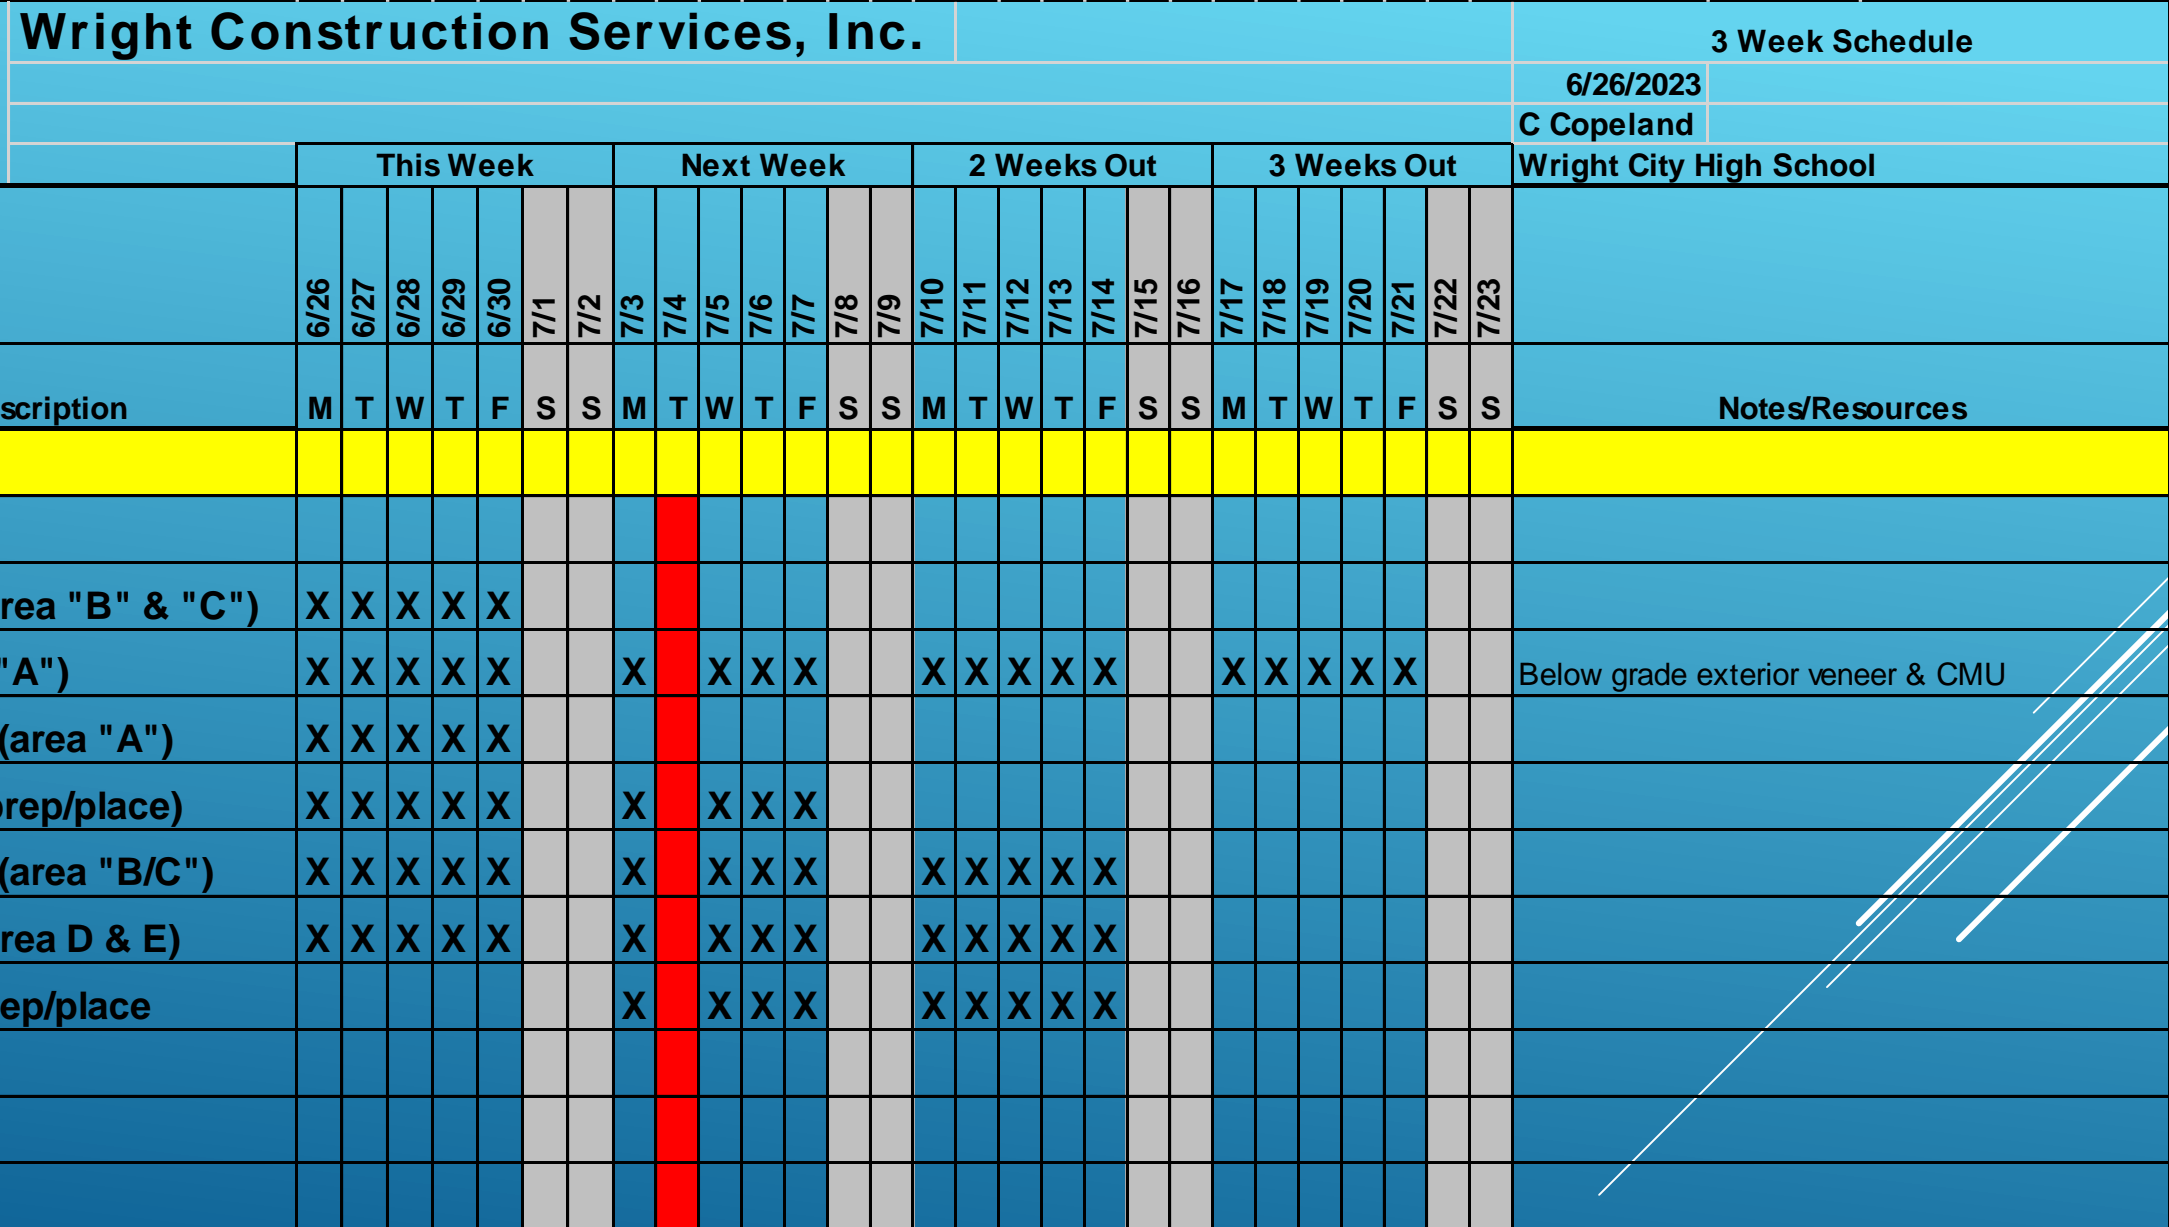 Wright Construction Services, Inc.
3 Week Schedule
6/26/2023
C Copeland
This Week Next Week 2 Weeks Out 3 Weeks Out Wright City High School
6/26 6/27 6/28 6/29 6/30 7/1 7/2 7/3 7/4 7/5 7/6 7/7 7/8 7/9 7/10 7/11 7/12 7/13 7/14 7/15 7/16 7/17 7/18 7/19 7/20 7/21 7/22 7/23
scription M T W T F S S M T W T F S S M T W T F S S M T W T F S S Notes/Resources
rea "B" & "C") X X X X X
"A") X X X X X X X X X X X X X X X X X X X Below grade exterior veneer & CMU
(area "A") X X X X X
prep/place) X X X X X X X X X
(area "B/C") X X X X X X X X X X X X X X
rea D & E) X X X X X X X X X X X X X X
ep/place X X X X X X X X X